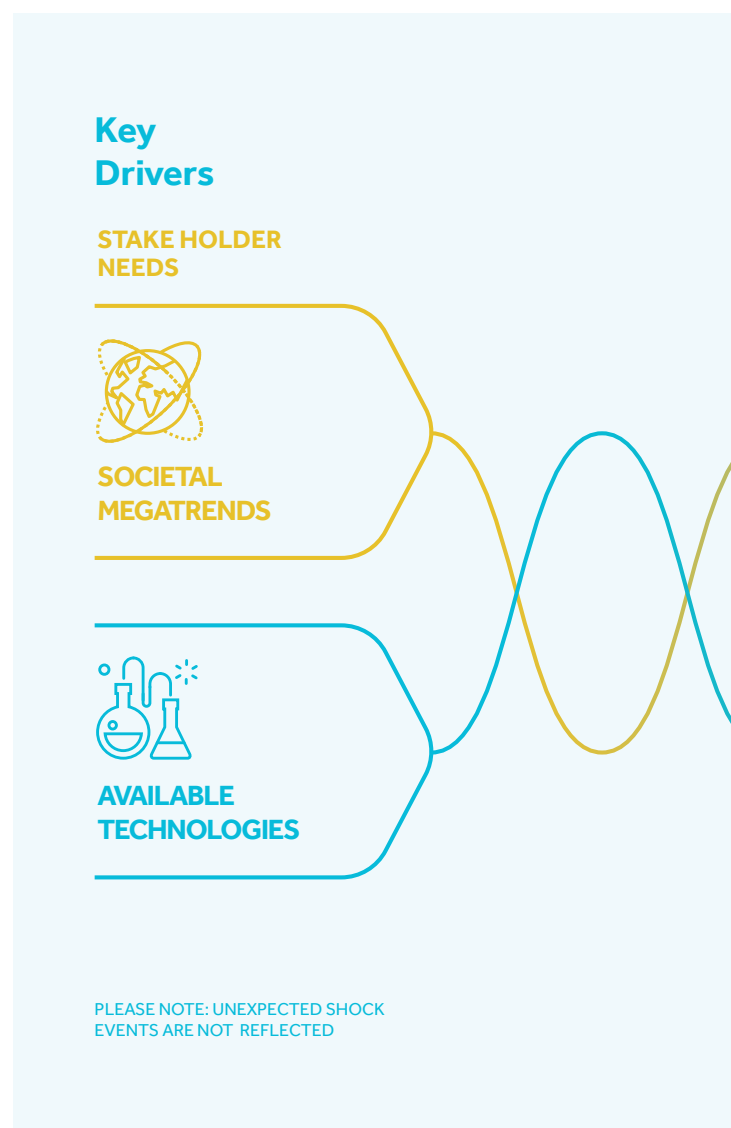 Key
Drivers
STAKE HOLDER
NEEDS
SOCIETAL
MEGATRENDS
AVAILABLE
TECHNOLOGIES
PLEASE NOTE: UNEXPECTED SHOCK
EVENTS ARE NOT REFLECTED